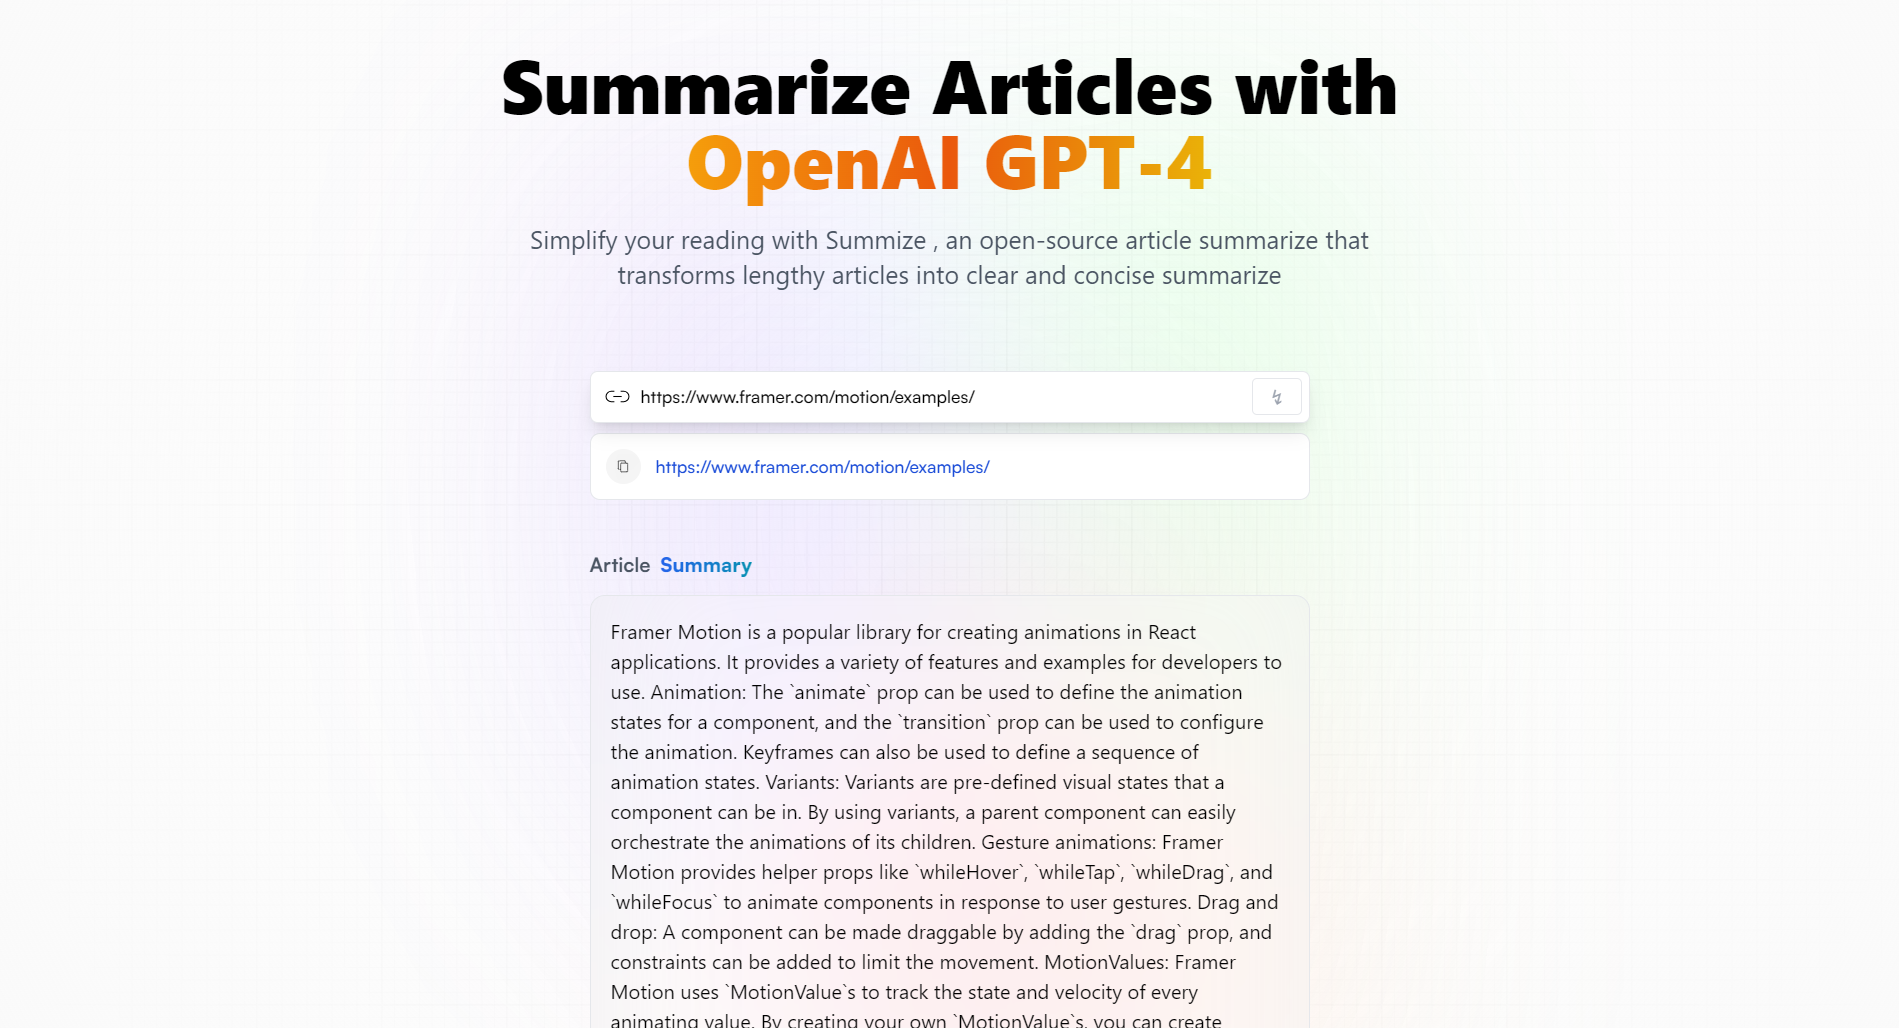 Summarize Articles with
OpenAI GPT-4
Simplify your reading with Summize , an open-source article summarize that
transforms lengthy articles into clear and concise summarize
https://www.framer.com/motion/examples/
https://www.framer.com/motion/examples/
Article Summary
Framer Motion is a popular library for creating animations in React
applications. It provides a variety of features and examples for developers to
use. Animation: The `animate` prop can be used to define the animation
states for a component, and the `transition` prop can be used to configure
the animation. Keyframes can also be used to define a sequence of
animation states. Variants: Variants are pre-defined visual states that a
component can be in. By using variants, a parent component can easily
orchestrate the animations of its children. Gesture animations: Framer
Motion provides helper props like `whileHover`, `whileTap`, `whileDrag`, and
`whileFocus` to animate components in response to user gestures. Drag and
drop: A component can be made draggable by adding the `drag` prop, and
constraints can be added to limit the movement. MotionValues: Framer
Motion uses `MotionValue`s to track the state and velocity of every
animating value. By creating your own `MotionValue`s, you can create